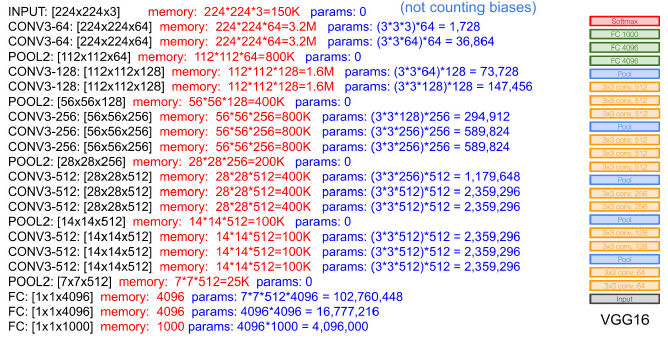 (not counting biases)
INPUT: [224x224x3] memory: 224*224*3=150K params: 0
CONV3-64: [224x224x64] memory: 224*224*64=3.2M params: (3*3*3)*64 = 1,728
CONV3-64: [224x224x64] memory: 224*224*64=3.2M params: (3*3*64)*64 = 36,864
POOL2: [112x112x64] memory: 112*112*64=800K params: 0
CONV3-128: [112x112x128] memory: 112*112*128=1.6M params: (3*3*64)*128 = 73,728
CONV3-128: [112x112x128] memory: 112*112*128=1.6M params: (3*3*128)*128 = 147,456
POOL2: [56x56x128] memory: 56*56*128=400K params: 0
CONV3-256: [56x56x256] memory: 56*56*256=800K params: (3*3*128)*256 = 294,912
CONV3-256: [56x56x256] memory: 56*56*256=800K params: (3*3*256)*256 = 589,824
CONV3-256: [56x56x256] memory: 56*56*256=800K params: (3*3*256)*256 = 589,824
POOL2: [28x28x256] memory: 28*28*256=200K params: 0
CONV3-512: [28x28x512] memory: 28*28*512=400K params: (3*3*256)*512 = 1,179,648
CONV3-512: [28x28x512] memory: 28*28*512=400K params: (3*3*512)*512 = 2,359,296
CONV3-512: [28x28x512] memory: 28*28*512=400K params: (3*3*512)*512 = 2,359,296
POOL2: [14x14x512] memory: 14*14*512=100K params: 0
CONV3-512: [14x14x512] memory: 14*14*512=100K params: (3*3*512)*512 = 2,359,296
CONV3-512: [14x14x512] memory: 14*14*512=100K params: (3*3*512)*512 = 2,359,296
CONV3-512: [14x14x512] memory: 14*14*512=100K params: (3*3*512)*512 = 2,359,296
POOL2: [7x7x512] memory: 7*7*512=25K params: 0
FC: [1x1x4096] memory: 4096 params: 7*7*512*4096 = 102,760,448
FC: [1x1x4096] memory: 4096 params: 4096*4096 = 16,777,216
FC: [1x1x1000] memory: 1000 params: 4096*1000 = 4,096,000
Softmax
FC 1000
FC 4096
FC 4096
Pool
3x3 conv, 512
3x3 conv, 512
3x3 conv, 512
Pool
3x3 conv, 512
3x3 conv, 512
3x3 conv, 512
Pool
3x3 conv, 256
3x3 conv, 256
Pool
3x3 conv, 128
3x3 conv, 128
Pool
3x3 conv, 64
3x3 conv, 64
Input
VGG16